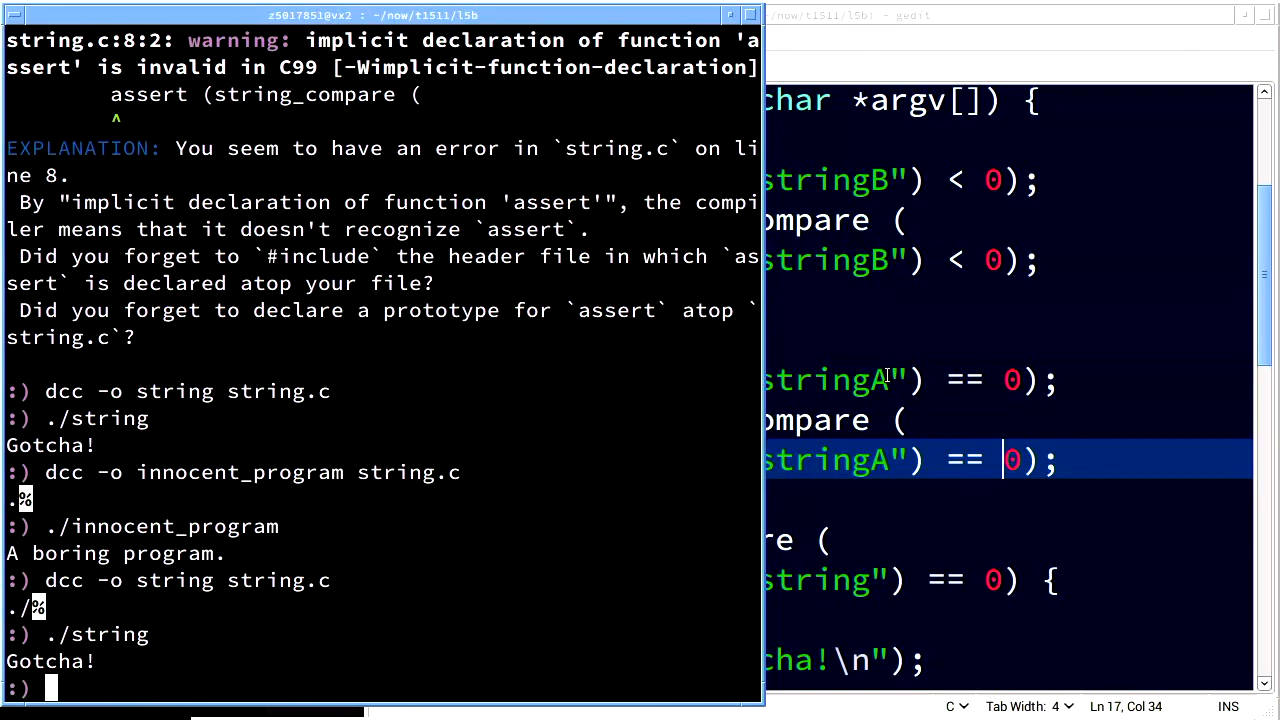 z5017851@vx2 : ~/now/t1511/l5b
string.c:8:2: warning: implicit declaration of function 'a
ssert' is invalid in C99 [-Wimplicit-function-declaration]
assert (string_compare (
^
EXPLANATION: You seem to have an error in `string.c` on li
ne 8.
By "implicit declaration of function 'assert'", the compi
ler means that it doesn't recognize `assert`.
Did you forget to `#include` the header file in which `as
sert` is declared atop your file?
Did you forget to declare a prototype for `assert` atop `
string.c`?
:) dcc -o string string.c
:) ./string
Gotcha!
:) dcc -o innocent_program string.c
.%
:) ./innocent_program
A boring program.
:) dcc -o string string.c
./%
:) ./string
Gotcha!
:)
/now/t1511/l5b) - gedit
char *argv[]) {
stringB") < 0);
ompare (
stringB") < 0);
stringA") == 0);
ompare (
stringA") == 0);
re (
string") == 0) {
cha!\n");
C Tab Width: 4 Ln 17, Col 34 INS